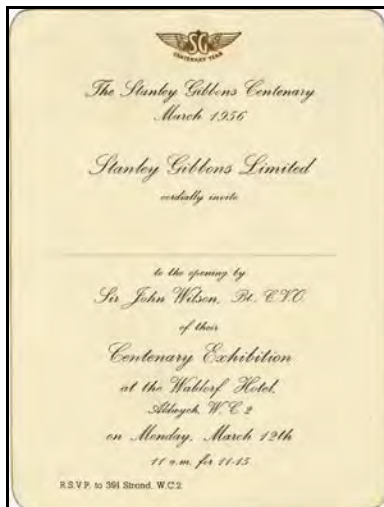 SG
CENTENARY YEAR
The Stanley Gibbons Centenary
March 1956
Stanley Gibbons Limited
cordially invite
to the opening by
Sir John Wilson, Bt. C.V.O.
of their
Centenary Exhibition
at the Waldorf Hotel,
Aldwych, W.C.2
on Monday, March 12th
11 a.m. for 11-15
R.S.V.P. to 391 Strand, W.C.2.